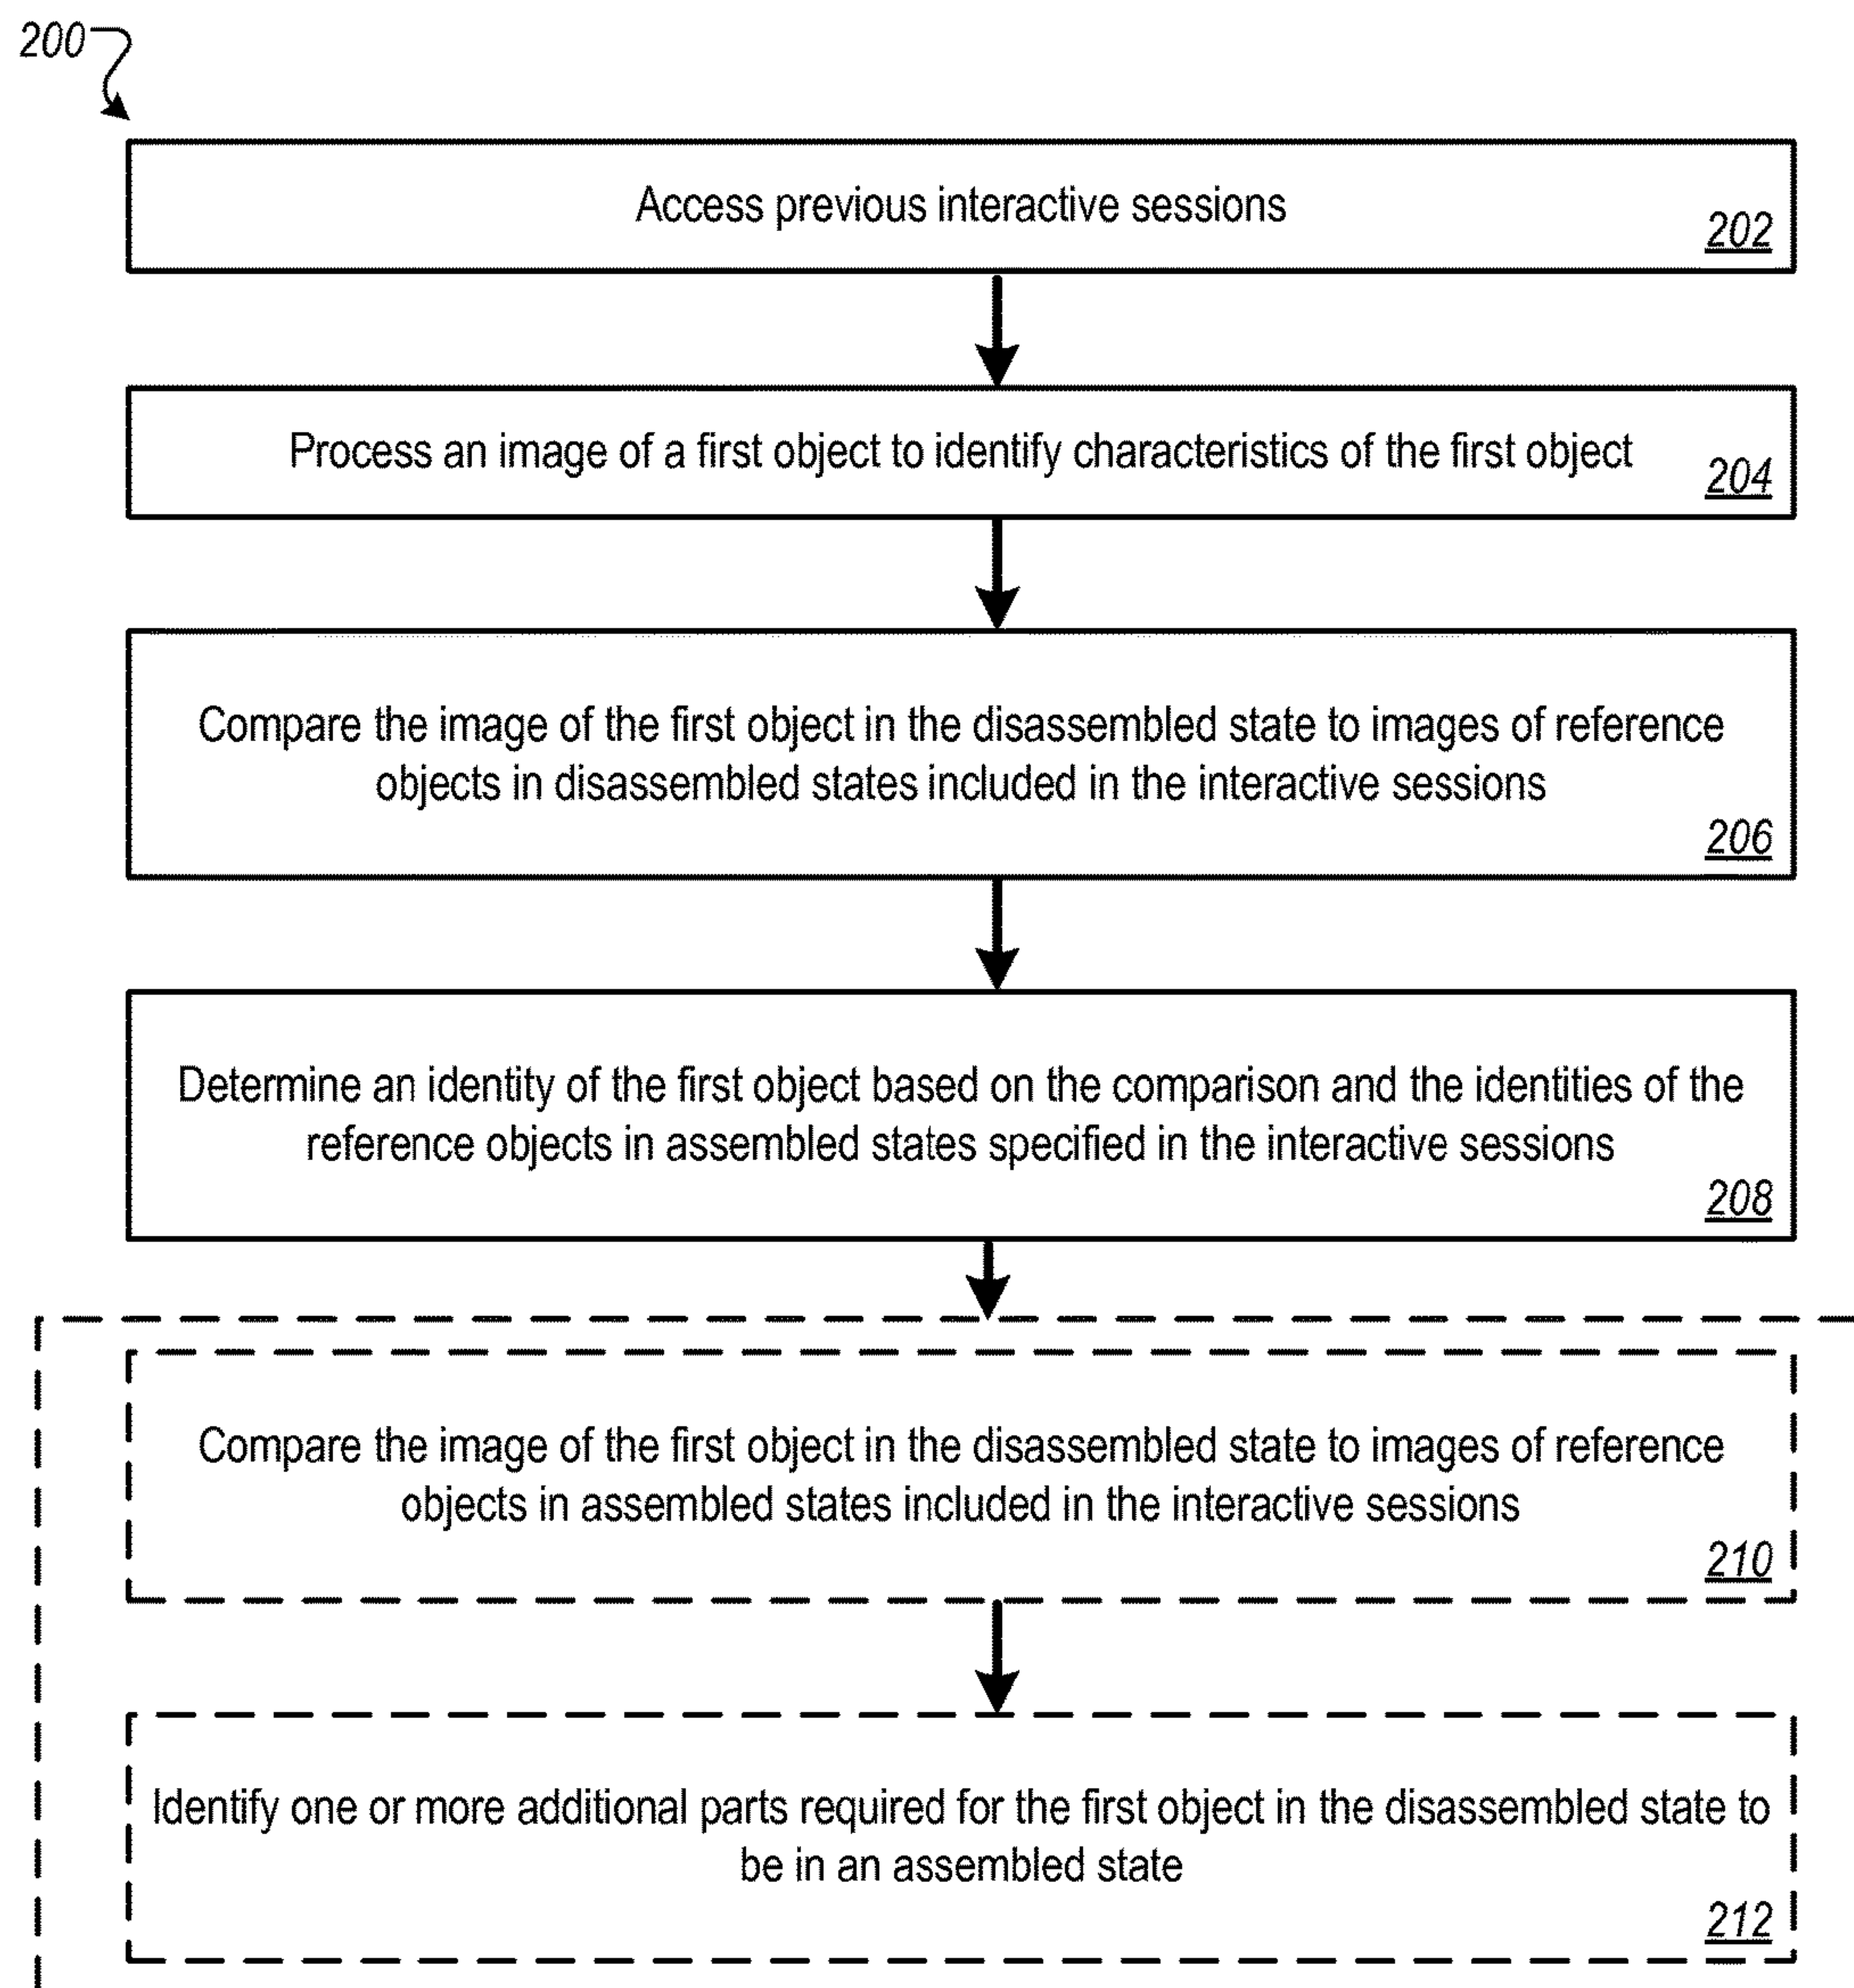 200
Access previous interactive sessions
202
Process an image of a first object to identify characteristics of the first object
204
Compare the image of the first object in the disassembled state to images of reference
objects in disassembled states included in the interactive sessions
206
Determine an identity of the first object based on the comparison and the identities of the
reference objects in assembled states specified in the interactive sessions
208
Compare the image of the first object in the disassembled state to images of reference
objects in assembled states included in the interactive sessions
210
Identify one or more additional parts required for the first object in the disassembled state to
be in an assembled state
212